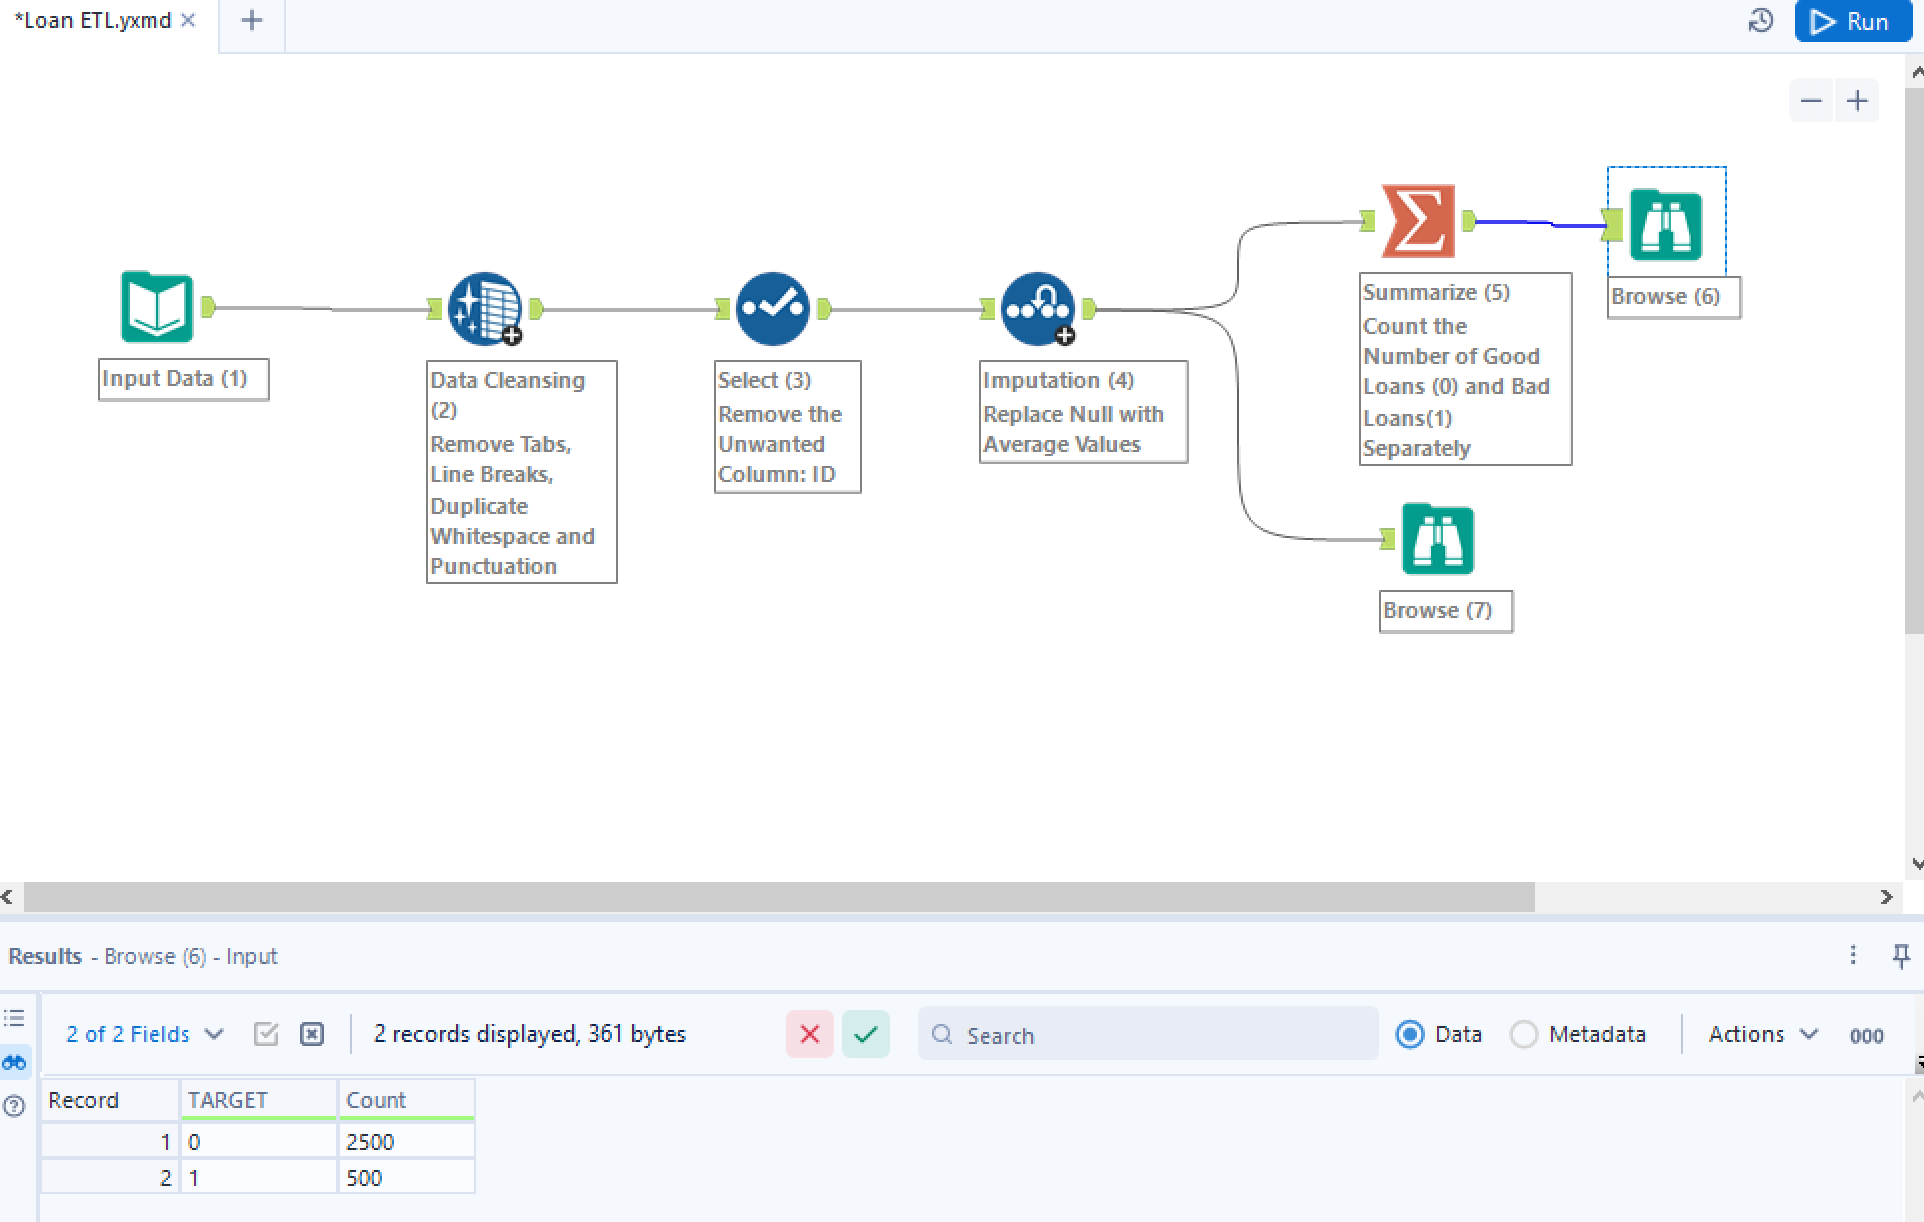 *Loan ETL.yxmd
Run
Input Data (1)
Data Cleansing
(2)
Remove Tabs,
Line Breaks,
Duplicate
Whitespace and
Punctuation
Select (3)
Remove the
Unwanted
Column: ID
Imputation (4)
Replace Null with
Average Values
Summarize (5)
Count the
Number of Good
Loans (0) and Bad
Loans(1)
Separately
Browse (6)
Browse (7)
Results - Browse (6) - Input
2 of 2 Fields 2 records displayed, 361 bytes Search Data Metadata Actions 000
Record TARGET Count
1 0 2500
2 1 500